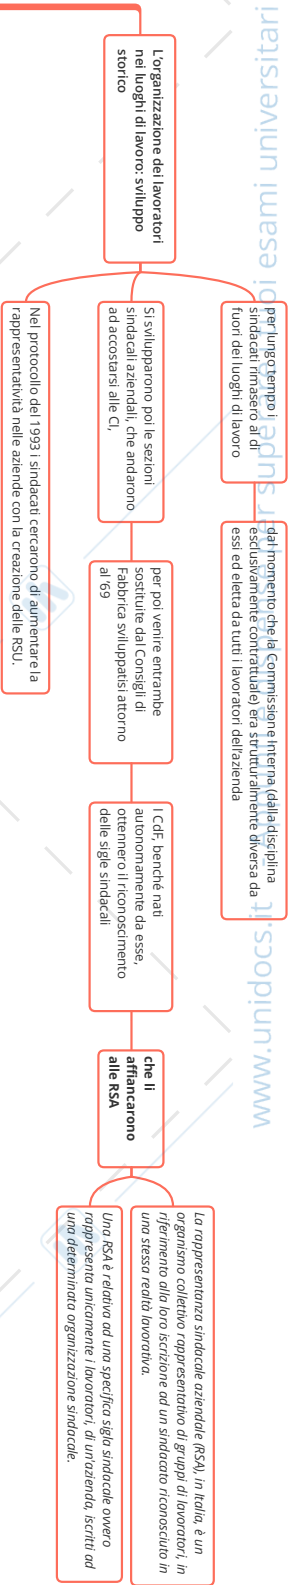 L'organizzazione dei lavoratori
nei luoghi di lavoro: sviluppo
storico
per lungo tempo i
sindacati rimasero al di
fuori dei luoghi di lavoro
dal momento che la Commissione Interna (dalla disciplina
esclusivamente contrattuale) era strutturalmente diversa da
essi ed eletta da tutti i lavoratori dell'azienda
Si svilupparono poi le sezioni
sindacali aziendali, che andarono
ad accostarsi alle CI,
per poi venire entrambe
sostituite dai Consigli di
Fabbrica sviluppatisi attorno
al '69
I CdF, benché nati
autonomamente da esse,
ottennero il riconoscimento
delle sigle sindacali
che li
affiancarono
alle RSA
La rappresentanza sindacale aziendale (RSA), in Italia, è un
organismo collettivo rappresentativo di gruppi di lavoratori, in
riferimento alla loro iscrizione ad un sindacato riconosciuto in
una stessa realtà lavorativa.
Una RSA è relativa ad una specifica sigla sindacale ovvero
rappresenta unicamente i lavoratori, di un'azienda, iscritti ad
una determinata organizzazione sindacale.
Nel protocollo del 1993 i sindacati cercarono di aumentare la
rappresentatività nelle aziende con la creazione delle RSU.
www.unidocs.it
per superare i tuoi esami universitari